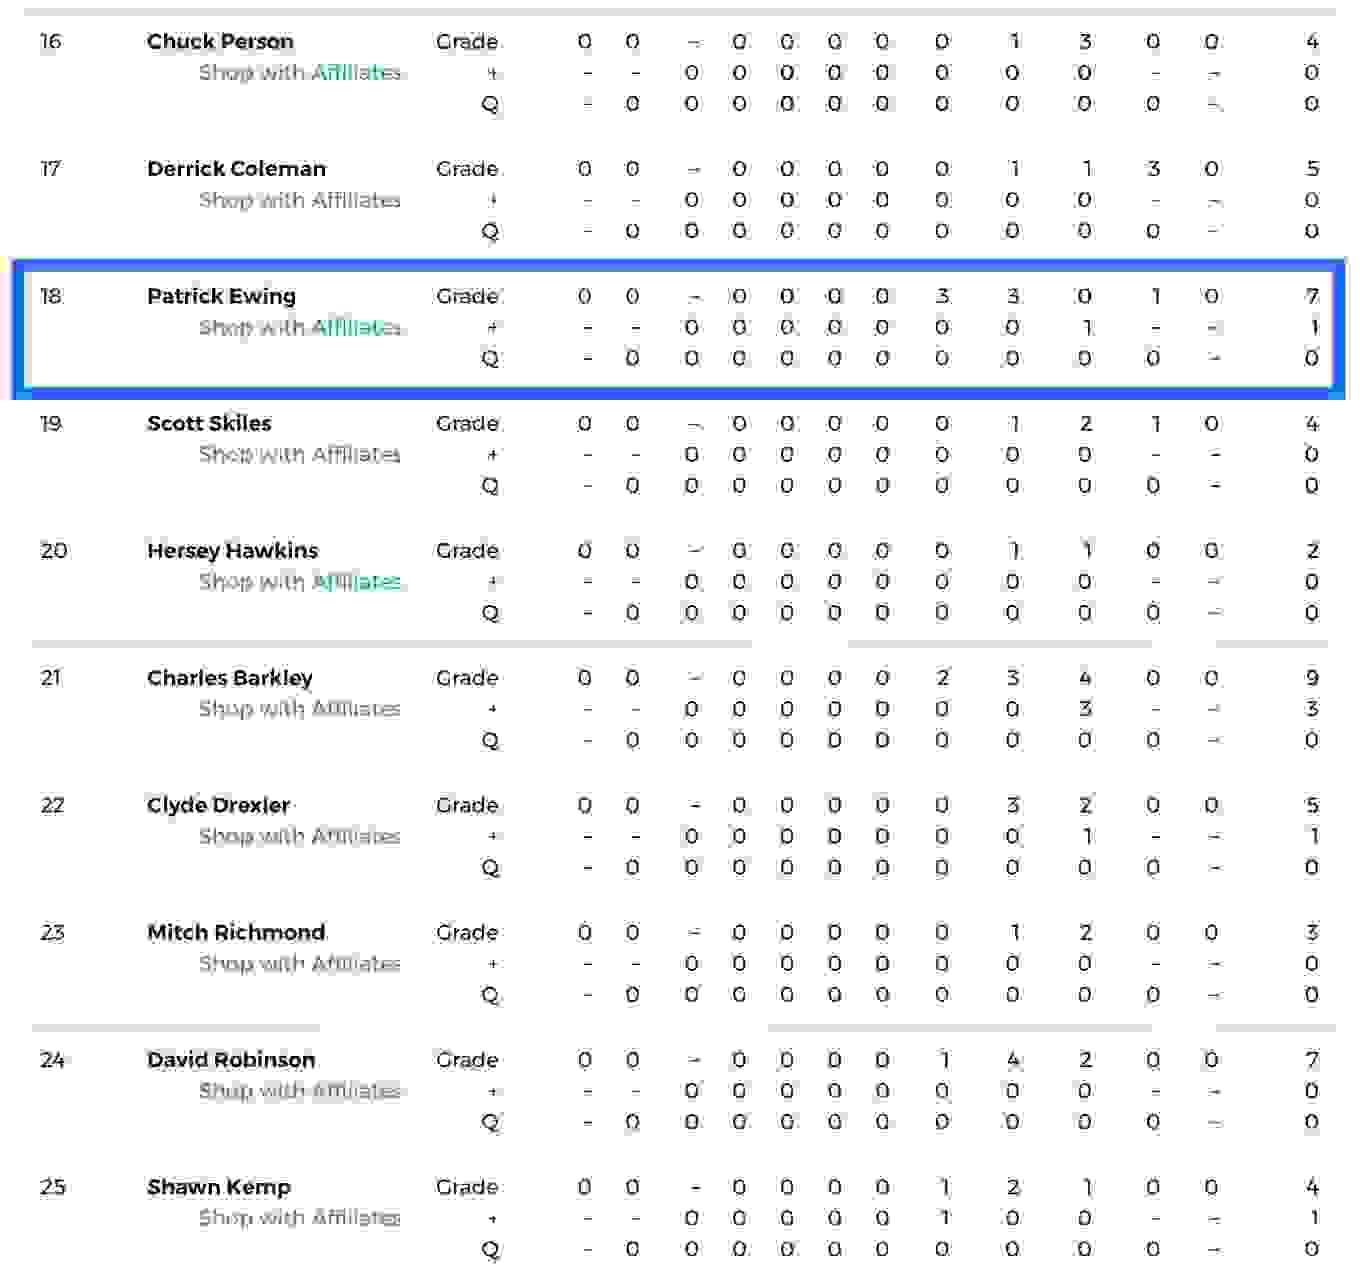 16 Chuck Person Grade 0 0 - 0 0 0 0 0 1 3 0 0 4
Shop with Affiliates + - - 0 0 0 0 0 0 0 0 - - 0
Q - 0 0 0 0 0 0 0 0 0 0 - 0
17 Derrick Coleman Grade 0 0 - 0 0 0 0 0 1 1 3 0 5
Shop with Affiliates + - - 0 0 0 0 0 0 0 0 - - 0
Q - 0 0 0 0 0 0 0 0 0 0 - 0
18 Patrick Ewing Grade 0 0 - 0 0 0 0 3 3 0 1 0 7
Shop with Affiliates + - - 0 0 0 0 0 0 0 1 - - 1
Q - 0 0 0 0 0 0 0 0 0 0 - 0
19 Scott Skiles Grade 0 0 - 0 0 0 0 0 1 2 1 0 4
Shop with Affiliates + - - 0 0 0 0 0 0 0 0 - - 0
Q - 0 0 0 0 0 0 0 0 0 0 - 0
20 Hersey Hawkins Grade 0 0 - 0 0 0 0 0 1 1 0 0 2
Shop with Affiliates + - - 0 0 0 0 0 0 0 0 - - 0
Q - 0 0 0 0 0 0 0 0 0 0 - 0
21 Charles Barkley Grade 0 0 - 0 0 0 0 2 3 4 0 0 9
Shop with Affiliates + - - 0 0 0 0 0 0 0 3 - - 3
Q - 0 0 0 0 0 0 0 0 0 0 - 0
22 Clyde Drexler Grade 0 0 - 0 0 0 0 0 3 2 0 0 5
Shop with Affiliates + - - 0 0 0 0 0 0 0 1 - - 1
Q - 0 0 0 0 0 0 0 0 0 0 - 0
23 Mitch Richmond Grade 0 0 - 0 0 0 0 0 1 2 0 0 3
Shop with Affiliates + - - 0 0 0 0 0 0 0 0 - - 0
Q - 0 0 0 0 0 0 0 0 0 0 - 0
24 David Robinson Grade 0 0 - 0 0 0 0 1 4 2 0 0 7
Shop with Affiliates + - - 0 0 0 0 0 0 0 0 - - 0
Q - 0 0 0 0 0 0 0 0 0 0 - 0
25 Shawn Kemp Grade 0 0 - 0 0 0 0 1 2 1 0 0 4
Shop with Affiliates + - - 0 0 0 0 0 1 0 0 - - 1
Q - 0 0 0 0 0 0 0 0 0 0 - 0